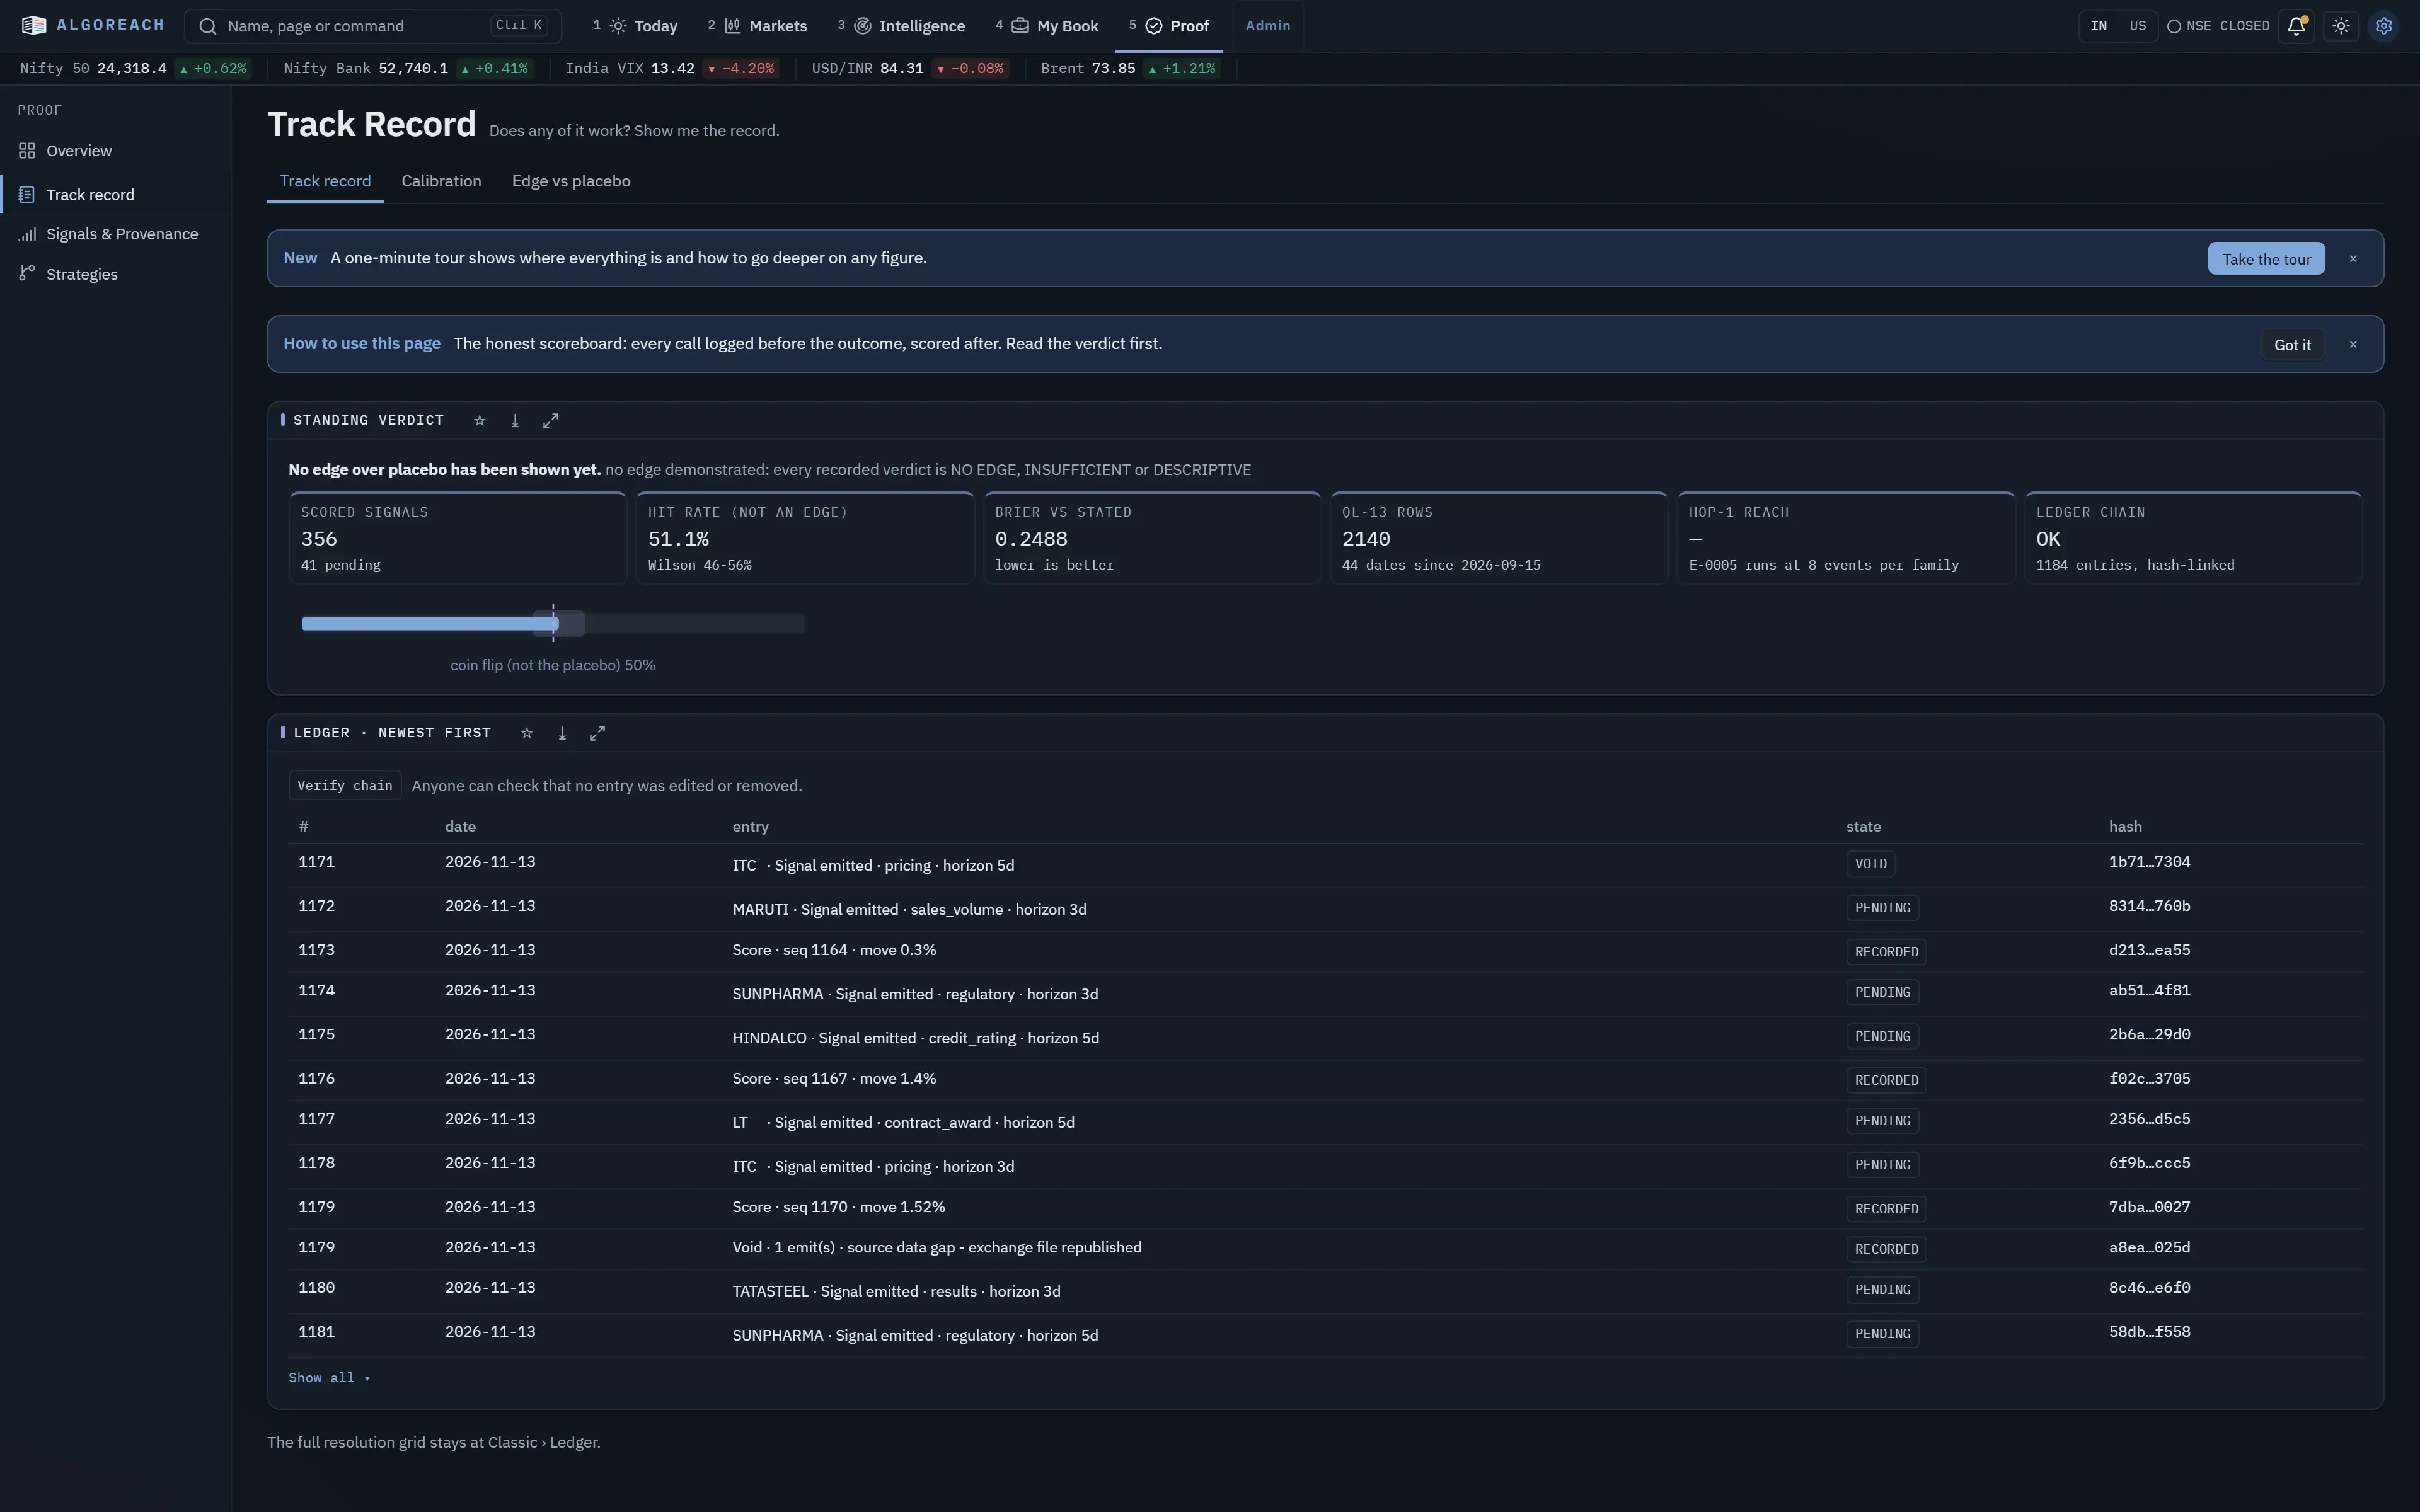 ALGOREACH Name, page or command Ctrl K 1 Today 2 Markets 3 Intelligence 4 My Book 5 Proof Admin IN US NSE CLOSED
Nifty 50 24,318.4 ▲ +0.62% Nifty Bank 52,740.1 ▲ +0.41% India VIX 13.42 ▼ −4.20% USD/INR 84.31 ▼ −0.08% Brent 73.85 ▲ +1.21%
PROOF
Overview
Track record
Signals & Provenance
Strategies
Track Record Does any of it work? Show me the record.
Track record Calibration Edge vs placebo
New A one-minute tour shows where everything is and how to go deeper on any figure. Take the tour ×
How to use this page The honest scoreboard: every call logged before the outcome, scored after. Read the verdict first. Got it ×
STANDING VERDICT
No edge over placebo has been shown yet. no edge demonstrated: every recorded verdict is NO EDGE, INSUFFICIENT or DESCRIPTIVE
SCORED SIGNALS
356
41 pending
HIT RATE (NOT AN EDGE)
51.1%
Wilson 46-56%
BRIER VS STATED
0.2488
lower is better
QL-13 ROWS
2140
44 dates since 2026-09-15
HOP-1 REACH
—
E-0005 runs at 8 events per family
LEDGER CHAIN
OK
1184 entries, hash-linked
coin flip (not the placebo) 50%
LEDGER · NEWEST FIRST
Verify chain Anyone can check that no entry was edited or removed.
# date entry state hash
1171 2026-11-13 ITC · Signal emitted · pricing · horizon 5d VOID 1b71…7304
1172 2026-11-13 MARUTI · Signal emitted · sales_volume · horizon 3d PENDING 8314…760b
1173 2026-11-13 Score · seq 1164 · move 0.3% RECORDED d213…ea55
1174 2026-11-13 SUNPHARMA · Signal emitted · regulatory · horizon 3d PENDING ab51…4f81
1175 2026-11-13 HINDALCO · Signal emitted · credit_rating · horizon 5d PENDING 2b6a…29d0
1176 2026-11-13 Score · seq 1167 · move 1.4% RECORDED f02c…3705
1177 2026-11-13 LT · Signal emitted · contract_award · horizon 5d PENDING 2356…d5c5
1178 2026-11-13 ITC · Signal emitted · pricing · horizon 3d PENDING 6f9b…ccc5
1179 2026-11-13 Score · seq 1170 · move 1.52% RECORDED 7dba…0027
1179 2026-11-13 Void · 1 emit(s) · source data gap - exchange file republished RECORDED a8ea…025d
1180 2026-11-13 TATASTEEL · Signal emitted · results · horizon 3d PENDING 8c46…e6f0
1181 2026-11-13 SUNPHARMA · Signal emitted · regulatory · horizon 5d PENDING 58db…f558
Show all ▾
The full resolution grid stays at Classic › Ledger.